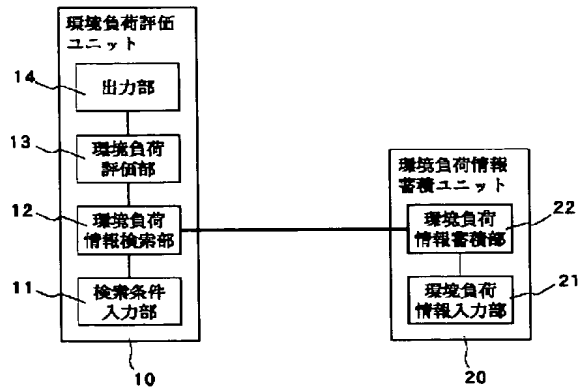 環境負荷評価
ユニット
14
出力部
13
環境負荷
評価部
12
環境負荷
情報検索部
11
検索条件
入力部
10
環境負荷情報
蓄積ユニット
環境負荷
情報蓄積部
22
環境負荷
情報入力部
21
20